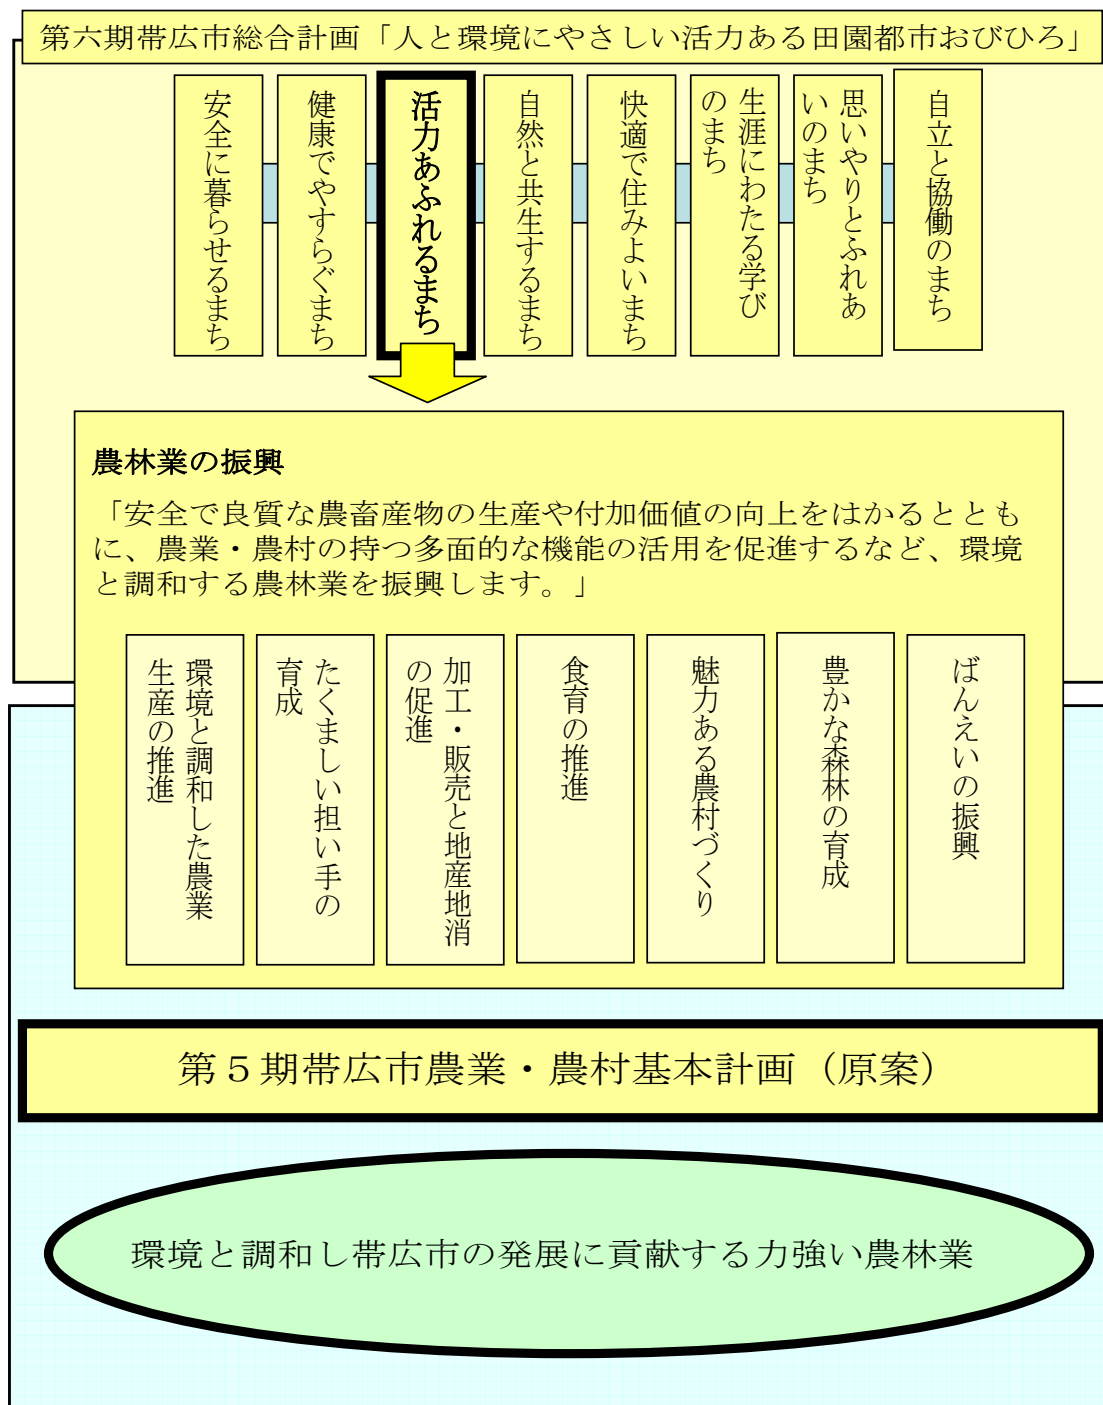 第六期帯広市総合計画「人と環境にやさしい活力ある田園都市おびひろ」
安全に暮らせるまち
健康でやすらぐまち
活力あふれるまち
自然と共生するまち
快適で住みよいまち
生涯にわたる学び
のまち
思いやりとふれあ
いのまち
自立と協働のまち
農林業の振興
「安全で良質な農畜産物の生産や付加価値の向上をはかるととも
に、農業・農村の持つ多面的な機能の活用を促進するなど、環境
と調和する農林業を振興します。」
環境と調和した農業
生産の推進
たくましい担い手の
育成
加工・販売と地産地消
の促進
食育の推進
魅力ある農村づくり
豊かな森林の育成
ばんえいの振興
第５期帯広市農業・農村基本計画（原案）
環境と調和し帯広市の発展に貢献する力強い農林業